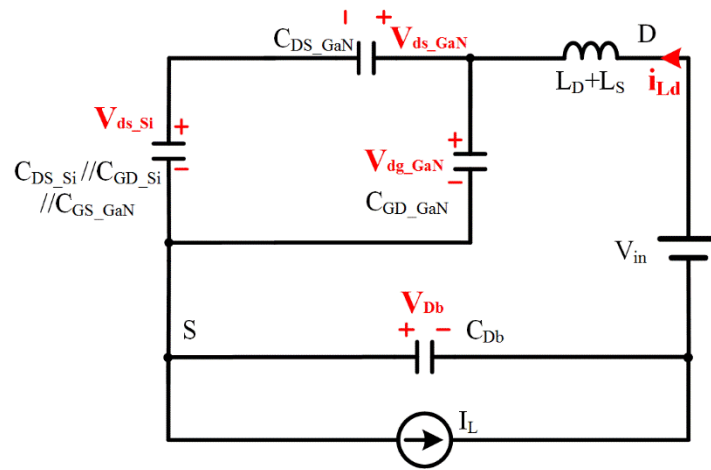 − +
C_DS_GaN
V_ds_GaN
D
L_D+L_S
i_Ld
V_ds_Si
+
−
C_DS_Si//C_GD_Si
//C_GS_GaN
+
V_dg_GaN
−
C_GD_GaN
V_in
V_Db
S
+ −
C_Db
I_L